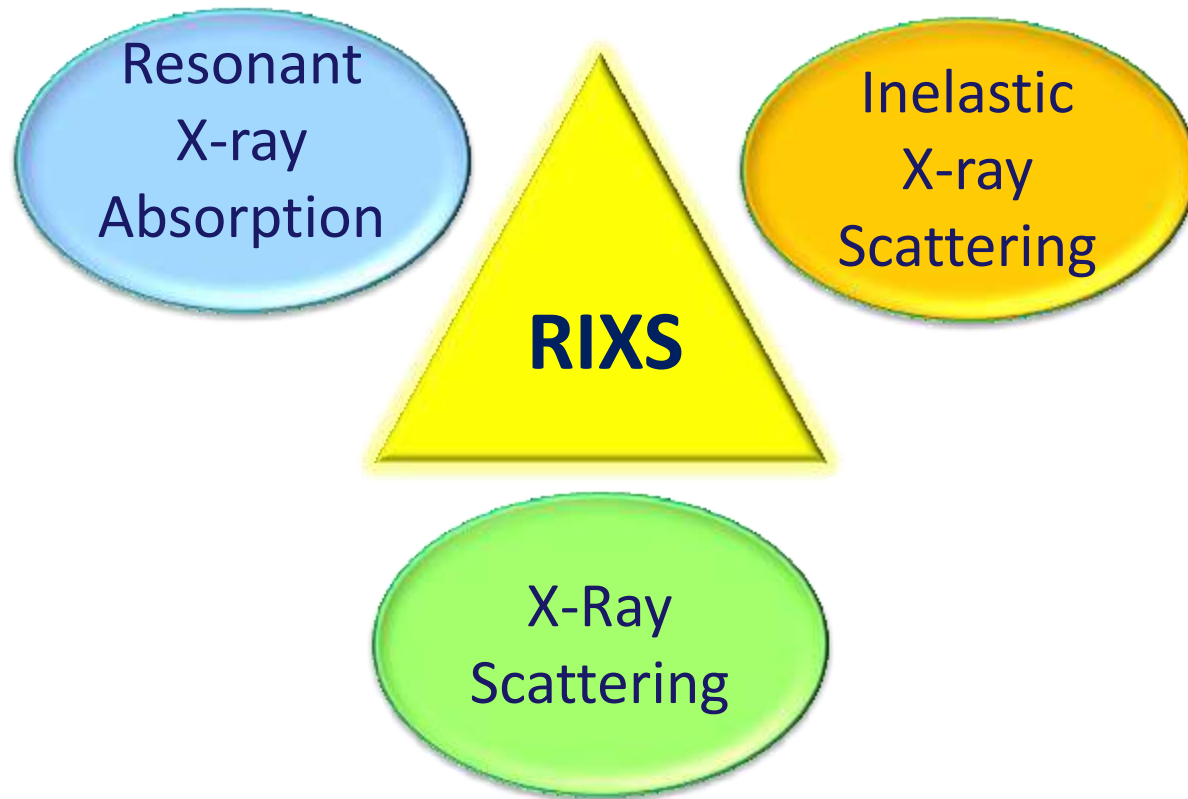 Resonant
X-ray
Absorption
Inelastic
X-ray
Scattering
RIXS
X-Ray
Scattering